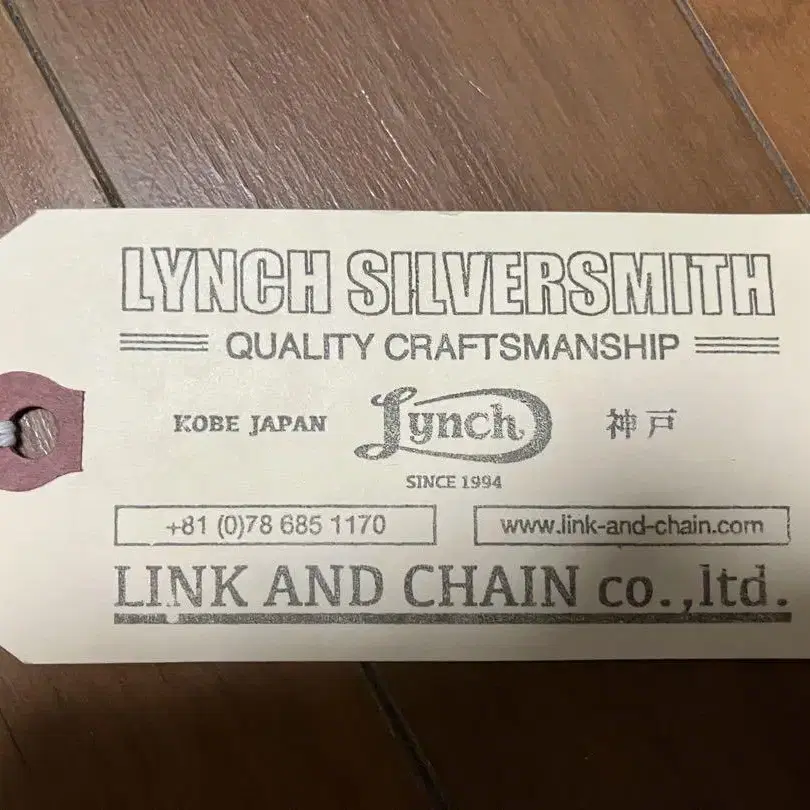 LYNCH SILVERSMITH
QUALITY CRAFTSMANSHIP
KOBE JAPAN Lynch 神戸
SINCE 1994
+81 (0)78 685 1170 www.link-and-chain.com
LINK AND CHAIN co.,ltd.